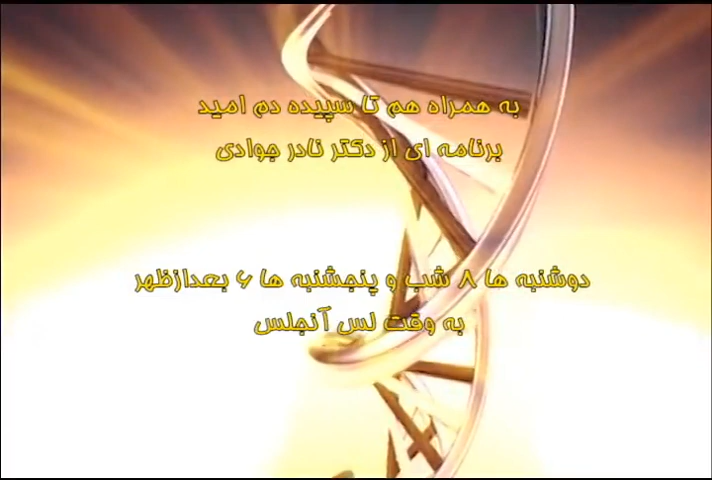 به همراه هم تا سپیده دم امید
برنامه ای از دکتر نادر جوادی
دوشنبه ها ۸ شب و پنجشنبه ها ۶ بعدازظهر
به وقت لس آنجلس